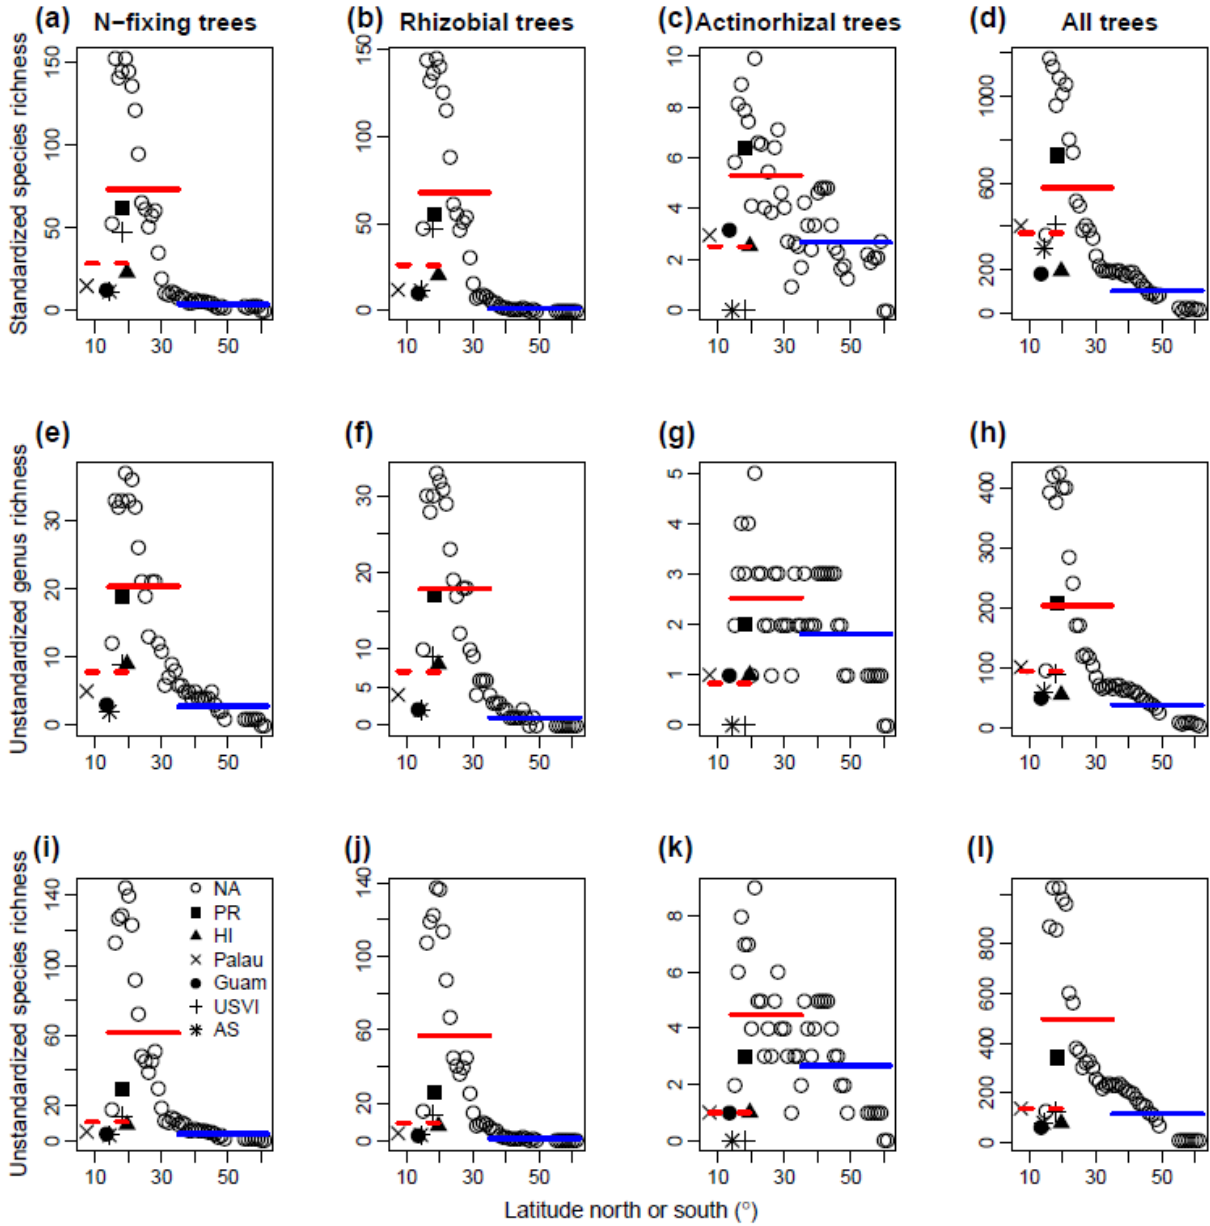 (a) N−fixing trees
(b) Rhizobial trees
(c) Actinorhizal trees
(d) All trees
Standardized species richness
0 50 100 150
10 30 50
0 50 100 150
10 30 50
0 2 4 6 8 10
10 30 50
0 200 600 1000
10 30 50
(e)
(f)
(g)
(h)
Unstandardized genus richness
0 10 20 30
10 30 50
0 5 10 20 30
10 30 50
0 1 2 3 4 5
10 30 50
0 100 200 300 400
10 30 50
(i)
(j)
(k)
(l)
Unstandardized species richness
0 20 60 100 140
NA
PR
HI
Palau
Guam
USVI
AS
10 30 50
0 20 60 100 140
10 30 50
0 2 4 6 8
10 30 50
0 200 400 600 800
10 30 50
Latitude north or south (°)